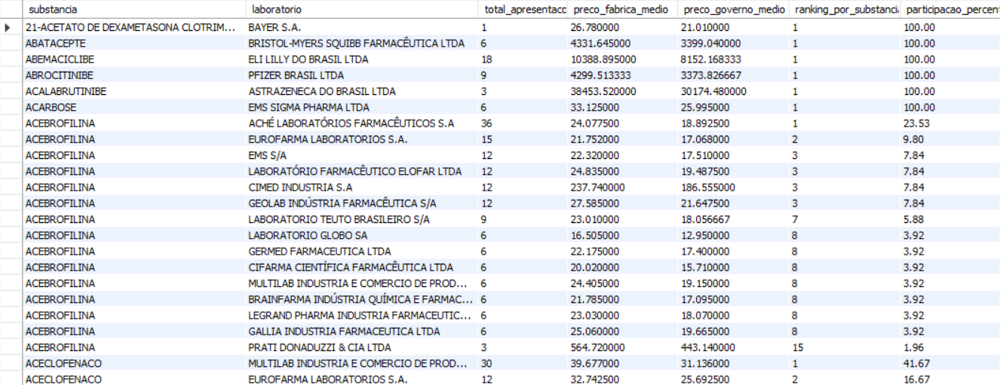 substancia laboratorio total_apresentacc preco_fabrica_medio preco_governo_medio ranking_por_substanci participacao_percent
21-ACETATO DE DEXAMETASONA CLOTRIM... BAYER S.A. 1 26.780000 21.010000 1 100.00
ABATACEPTE BRISTOL-MYERS SQUIBB FARMACÊUTICA LTDA 6 4331.645000 3399.040000 1 100.00
ABEMACICLIBE ELI LILLY DO BRASIL LTDA 18 10388.895000 8152.168333 1 100.00
ABROCITINIBE PFIZER BRASIL LTDA 9 4299.513333 3373.826667 1 100.00
ACALABRUTINIBE ASTRAZENECA DO BRASIL LTDA 3 38453.520000 30174.480000 1 100.00
ACARBOSE EMS SIGMA PHARMA LTDA 6 33.125000 25.995000 1 100.00
ACEBROFILINA ACHÉ LABORATÓRIOS FARMACÊUTICOS S.A 36 24.077500 18.892500 1 23.53
ACEBROFILINA EUROFARMA LABORATORIOS S.A. 15 21.752000 17.068000 2 9.80
ACEBROFILINA EMS S/A 12 22.320000 17.510000 3 7.84
ACEBROFILINA LABORATÓRIO FARMACÊUTICO ELOFAR LTDA 12 24.835000 19.487500 3 7.84
ACEBROFILINA CIMED INDUSTRIA S.A 12 237.740000 186.555000 3 7.84
ACEBROFILINA GEOLAB INDÚSTRIA FARMACÊUTICA S/A 12 27.585000 21.647500 3 7.84
ACEBROFILINA LABORATORIO TEUTO BRASILEIRO S/A 9 23.010000 18.056667 7 5.88
ACEBROFILINA LABORATORIO GLOBO SA 6 16.505000 12.950000 8 3.92
ACEBROFILINA GERMED FARMACEUTICA LTDA 6 22.175000 17.400000 8 3.92
ACEBROFILINA CIFARMA CIENTÍFICA FARMACÊUTICA LTDA 6 20.020000 15.710000 8 3.92
ACEBROFILINA MULTILAB INDUSTRIA E COMERCIO DE PROD... 6 24.405000 19.150000 8 3.92
ACEBROFILINA BRAINFARMA INDÚSTRIA QUÍMICA E FARMAC... 6 21.785000 17.095000 8 3.92
ACEBROFILINA LEGRAND PHARMA INDUSTRIA FARMACEUTIC... 6 23.030000 18.070000 8 3.92
ACEBROFILINA GALLIA INDUSTRIA FARMACEUTICA LTDA 6 25.060000 19.665000 8 3.92
ACEBROFILINA PRATI DONADUZZI & CIA LTDA 3 564.720000 443.140000 15 1.96
ACECLOFENACO MULTILAB INDUSTRIA E COMERCIO DE PROD... 30 39.677000 31.136000 1 41.67
ACECLOFENACO EUROFARMA LABORATORIOS S.A. 12 32.742500 25.692500 2 16.67